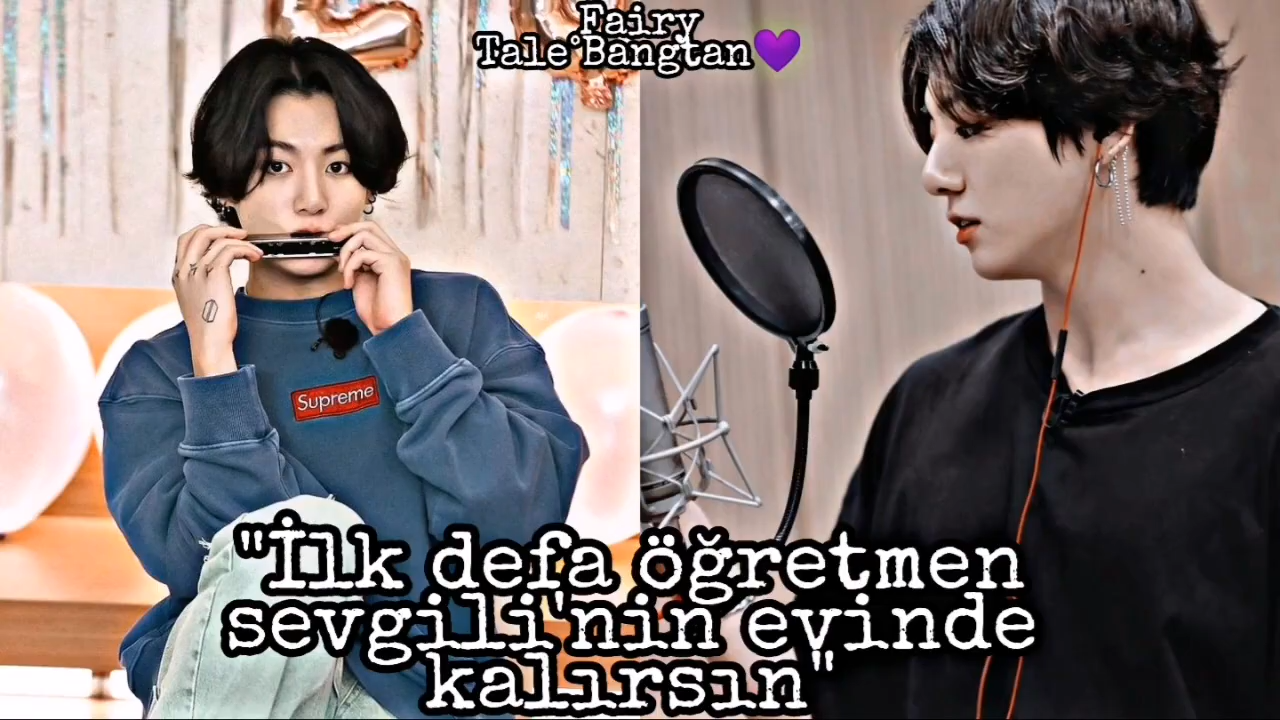 Fairy
Tale°Bangtan💜
Supreme
"İlk defa öğretmen
sevgili'nin evinde
kalırsın"